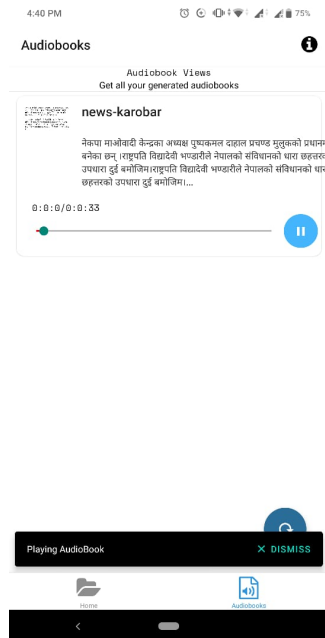 4:40 PM
75%
Audiobooks
Audiobook Views
Get all your generated audiobooks
news-karobar
नेकपा माओवादी केन्द्रका अध्यक्ष पुष्पकमल दाहाल प्रचण्ड मुलुकको प्रधानम
बनेका छन् ।राष्ट्रपति विद्यादेवी भण्डारीले नेपालको संविधानको धारा छहत्तरक
उपधारा दुई बमोजिम।राष्ट्रपति विद्यादेवी भण्डारीले नेपालको संविधानको धार
छहत्तरको उपधारा दुई बमोजिम।...
0:0:0/0:0:33
Playing AudioBook
✕ DISMISS
Home
Audiobooks